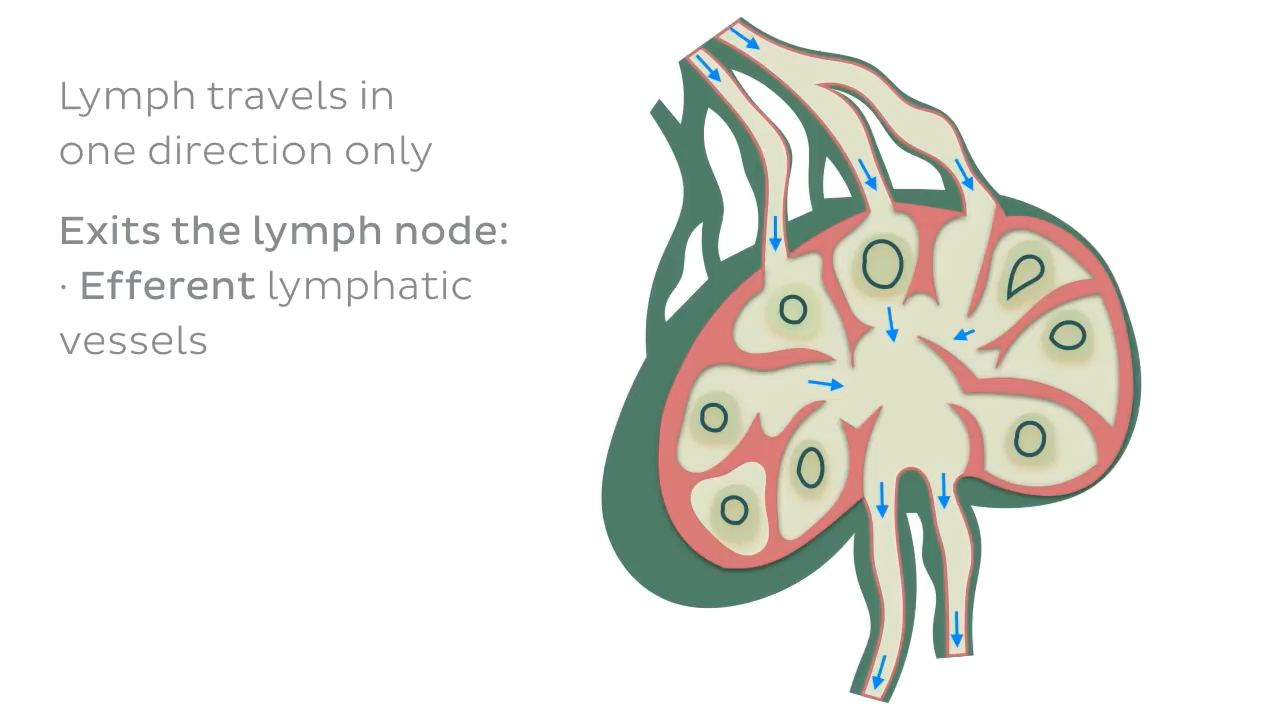 Lymph travels in
one direction only
Exits the lymph node:
· Efferent lymphatic
vessels